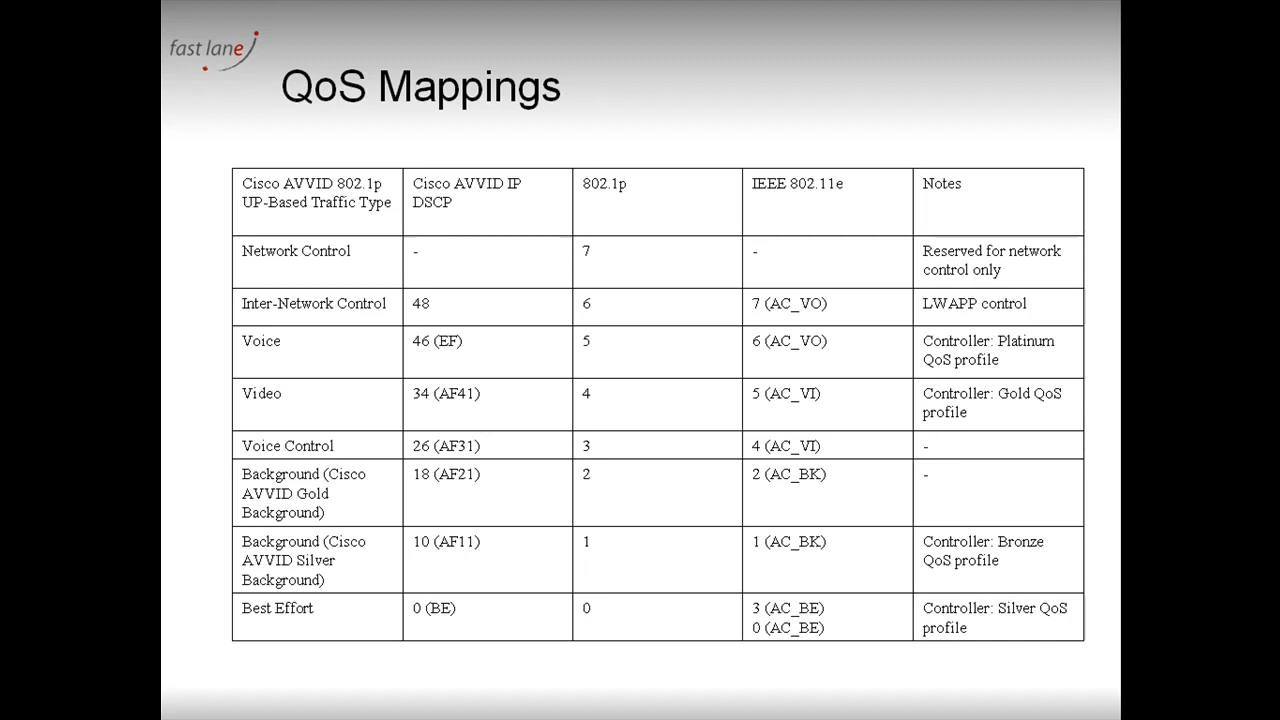 fast lane
QoS Mappings
Cisco AVVID 802.1p
UP-Based Traffic Type
Cisco AVVID IP
DSCP
802.1p
IEEE 802.11e
Notes
Network Control
-
7
-
Reserved for network
control only
Inter-Network Control
48
6
7 (AC_VO)
LWAPP control
Voice
46 (EF)
5
6 (AC_VO)
Controller: Platinum
QoS profile
Video
34 (AF41)
4
5 (AC_VI)
Controller: Gold QoS
profile
Voice Control
26 (AF31)
3
4 (AC_VI)
-
Background (Cisco
AVVID Gold
Background)
18 (AF21)
2
2 (AC_BK)
-
Background (Cisco
AVVID Silver
Background)
10 (AF11)
1
1 (AC_BK)
Controller: Bronze
QoS profile
Best Effort
0 (BE)
0
3 (AC_BE)
0 (AC_BE)
Controller: Silver QoS
profile